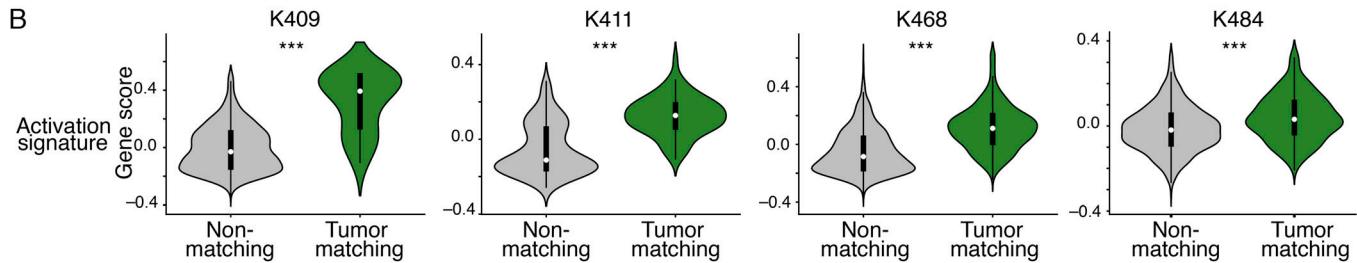 B
K409
K411
K468
K484
***
***
***
***
Activation
signature
Gene score
0.4
0.0
–0.4
0.4
0.0
–0.4
0.4
0.0
–0.4
0.4
0.0
–0.4
Non-
matching
Tumor
matching
Non-
matching
Tumor
matching
Non-
matching
Tumor
matching
Non-
matching
Tumor
matching